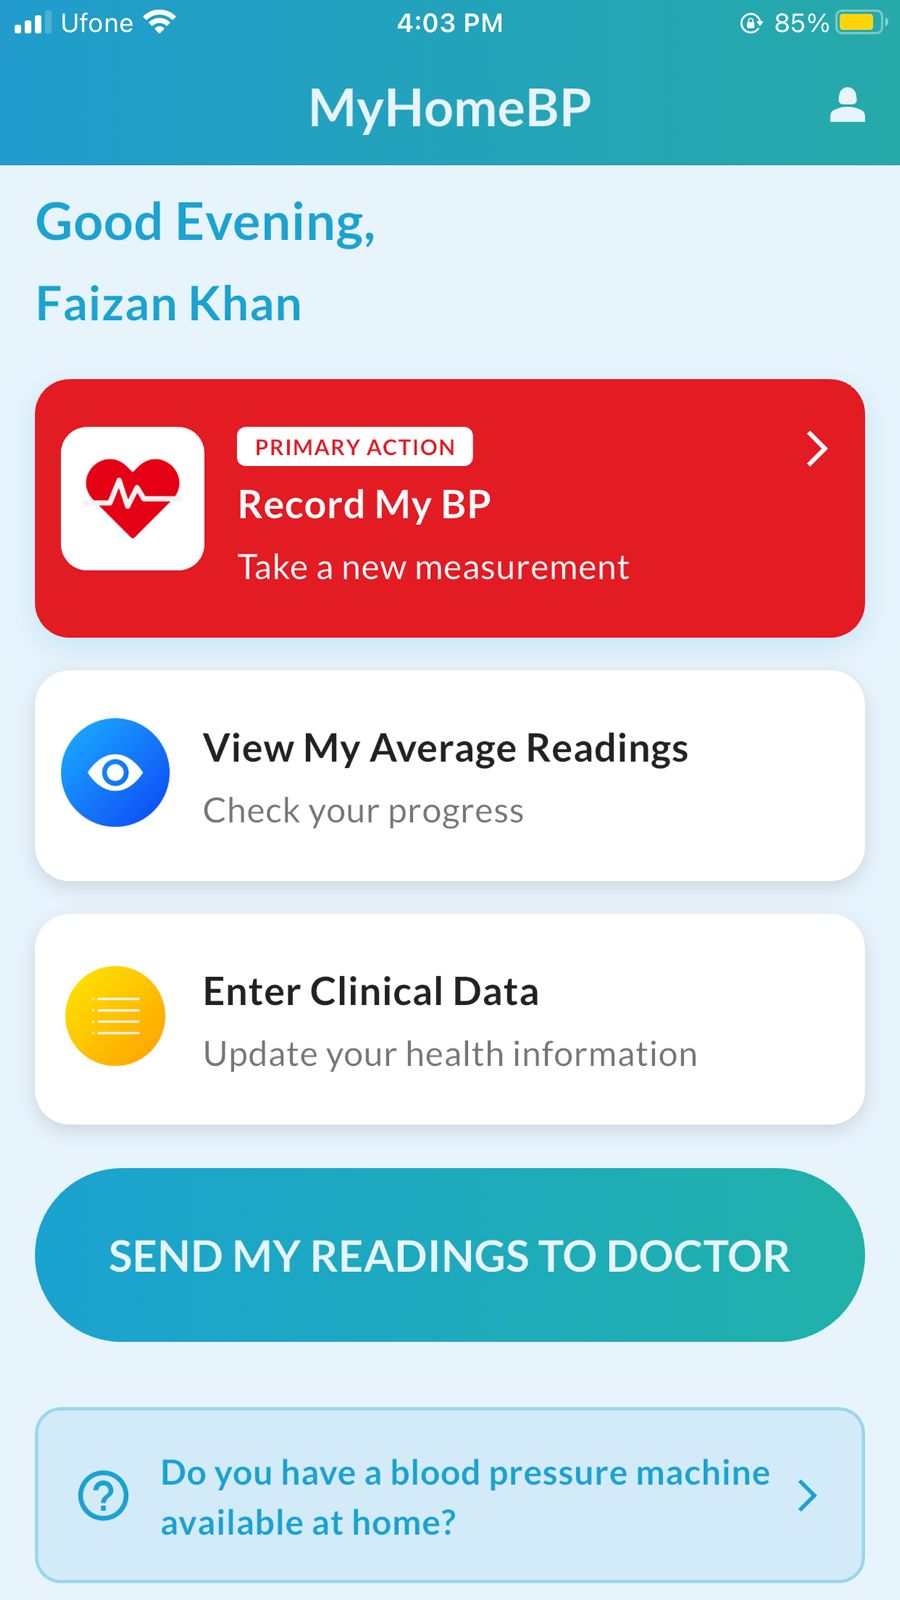 Ufone 4:03 PM 85%
MyHomeBP
Good Evening,
Faizan Khan
PRIMARY ACTION
Record My BP
Take a new measurement
View My Average Readings
Check your progress
Enter Clinical Data
Update your health information
SEND MY READINGS TO DOCTOR
Do you have a blood pressure machine
available at home?